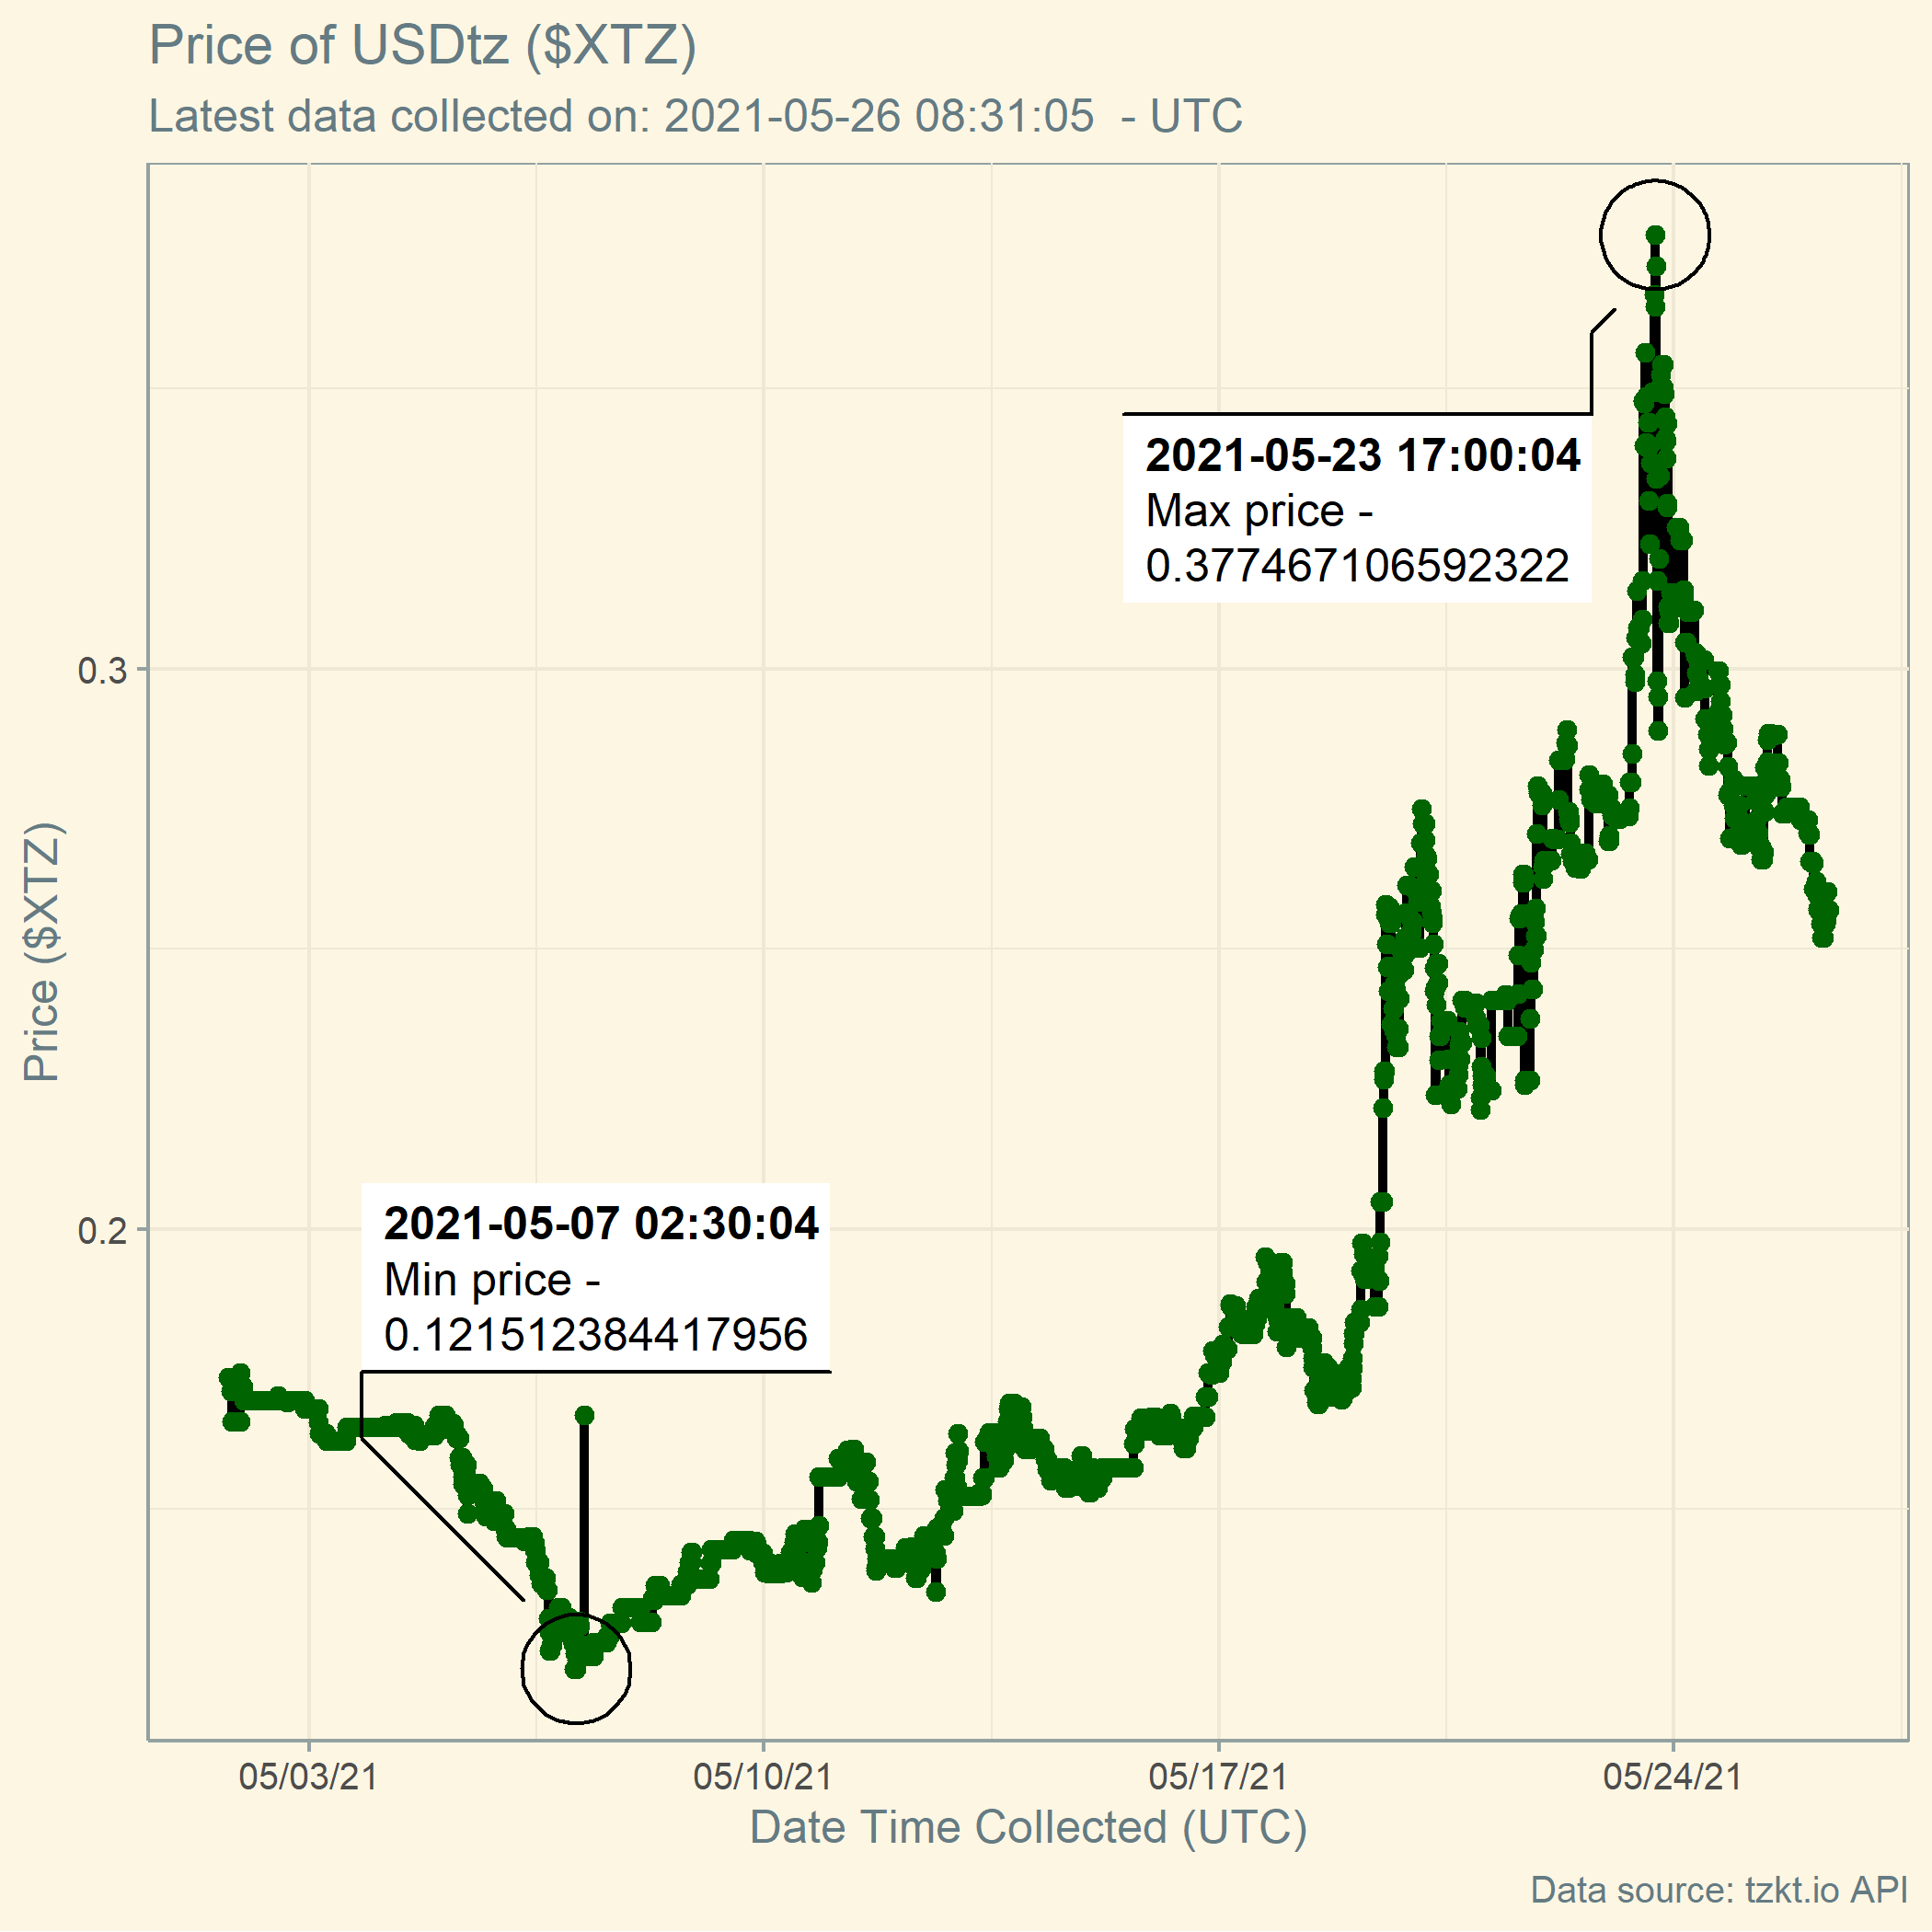 Price of USDtz ($XTZ)
Latest data collected on: 2021-05-26 08:31:05  - UTC
2021-05-23 17:00:04
Max price -
0.377467106592322
0.3
Price ($XTZ)
0.2
2021-05-07 02:30:04
Min price -
0.121512384417956
05/03/21
05/10/21
05/17/21
05/24/21
Date Time Collected (UTC)
Data source: tzkt.io API